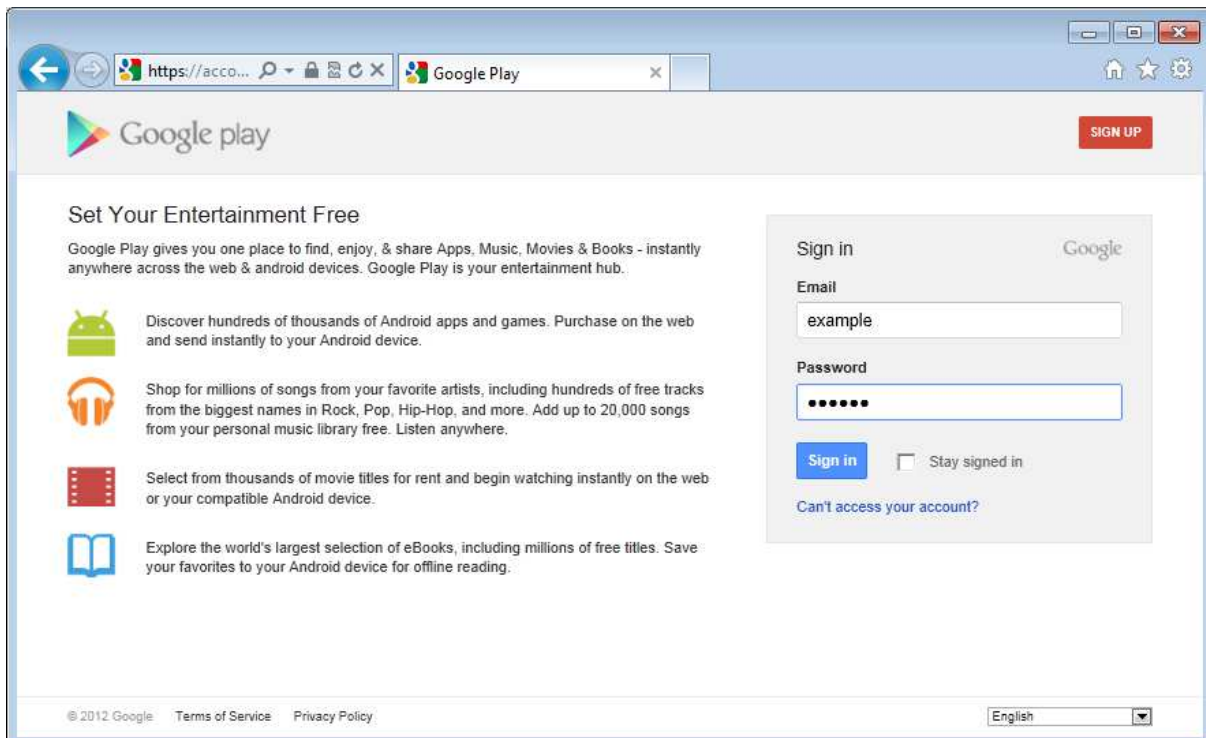 https://acco...
Google Play
Google play
SIGN UP
Set Your Entertainment Free
Google Play gives you one place to find, enjoy, & share Apps, Music, Movies & Books - instantly
anywhere across the web & android devices. Google Play is your entertainment hub.
Discover hundreds of thousands of Android apps and games. Purchase on the web
and send instantly to your Android device.
Shop for millions of songs from your favorite artists, including hundreds of free tracks
from the biggest names in Rock, Pop, Hip-Hop, and more. Add up to 20,000 songs
from your personal music library free. Listen anywhere.
Select from thousands of movie titles for rent and begin watching instantly on the web
or your compatible Android device.
Explore the world's largest selection of eBooks, including millions of free titles. Save
your favorites to your Android device for offline reading.
Sign in Google
Email
example
Password
••••••
Sign in Stay signed in
Can't access your account?
© 2012 Google Terms of Service Privacy Policy English